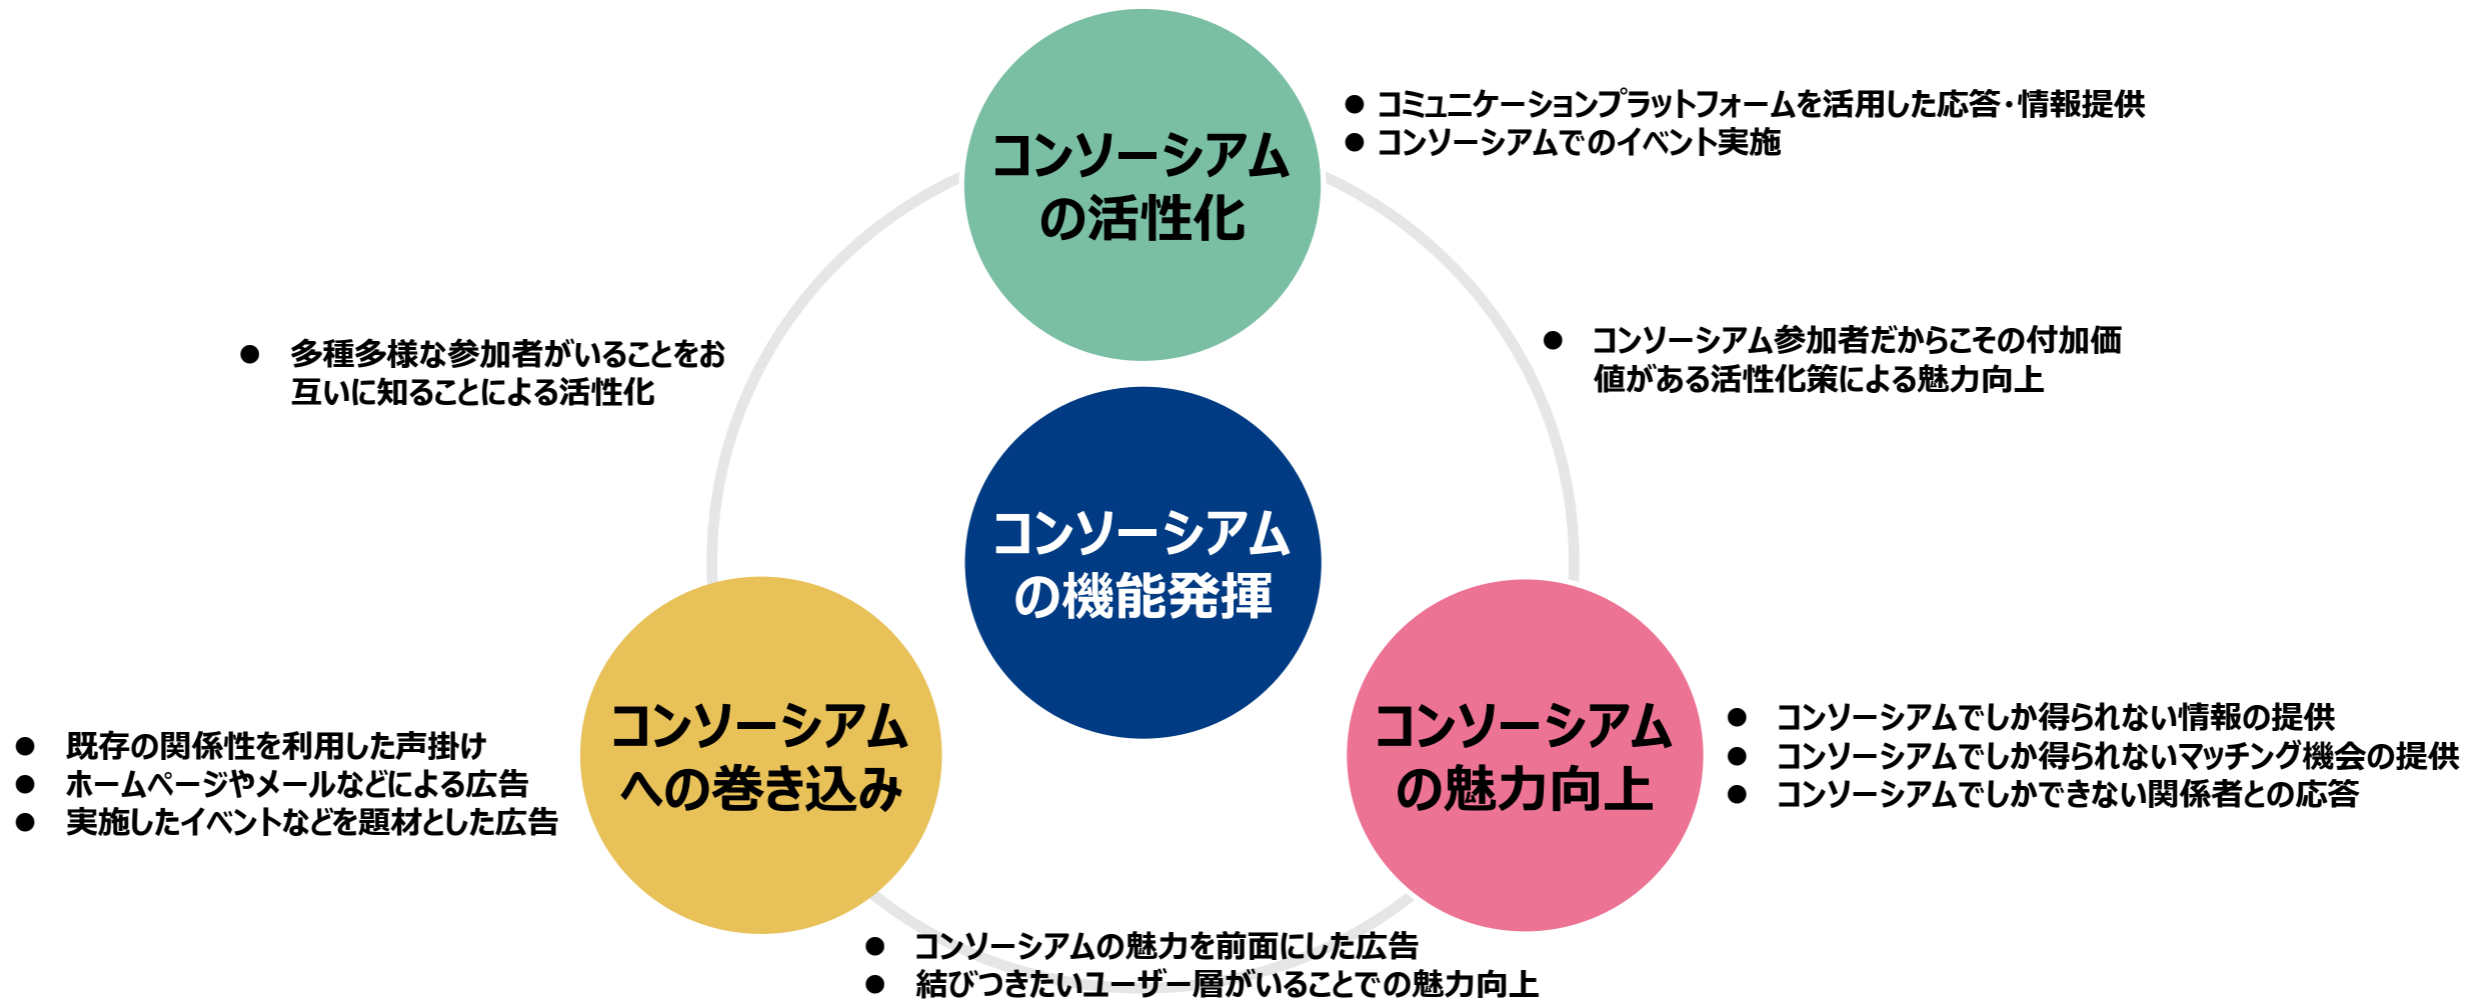 コンソーシアム
の活性化
● コミュニケーションプラットフォームを活用した応答・情報提供
● コンソーシアムでのイベント実施
● 多種多様な参加者がいることをお
互いに知ることによる活性化
● コンソーシアム参加者だからこその付加価
値がある活性化策による魅力向上
コンソーシアム
の機能発揮
コンソーシアム
への巻き込み
● 既存の関係性を利用した声掛け
● ホームページやメールなどによる広告
● 実施したイベントなどを題材とした広告
コンソーシアム
の魅力向上
● コンソーシアムでしか得られない情報の提供
● コンソーシアムでしか得られないマッチング機会の提供
● コンソーシアムでしかできない関係者との応答
● コンソーシアムの魅力を前面にした広告
● 結びつきたいユーザー層がいることでの魅力向上